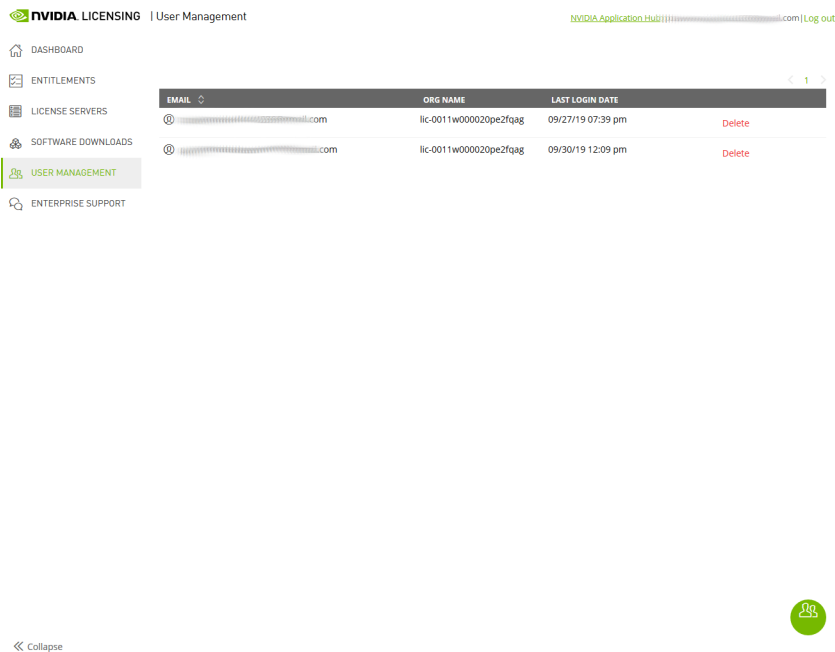 NVIDIA. LICENSING | User Management
NVIDIA Application Hub | .com | Log out
DASHBOARD
ENTITLEMENTS
LICENSE SERVERS
SOFTWARE DOWNLOADS
USER MANAGEMENT
ENTERPRISE SUPPORT
< 1 >
EMAIL ORG NAME LAST LOGIN DATE
.com lic-0011w000020pe2fqag 09/27/19 07:39 pm Delete
.com lic-0011w000020pe2fqag 09/30/19 12:09 pm Delete
Collapse